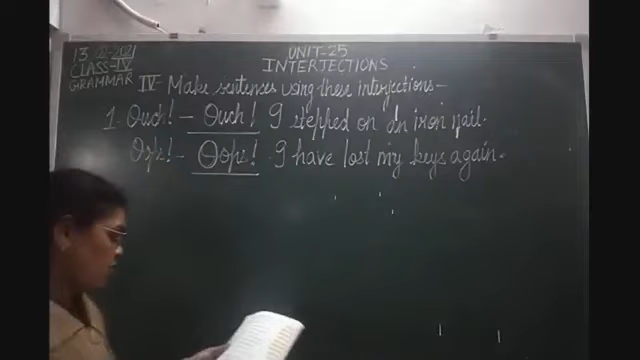 13-02-2021 UNIT-25
CLASS-IV INTERJECTIONS
GRAMMAR IV- Make sentences using these interjections-
1. Ouch! - Ouch! I stepped on an iron nail.
Oops! - Oops! I have lost my keys again.